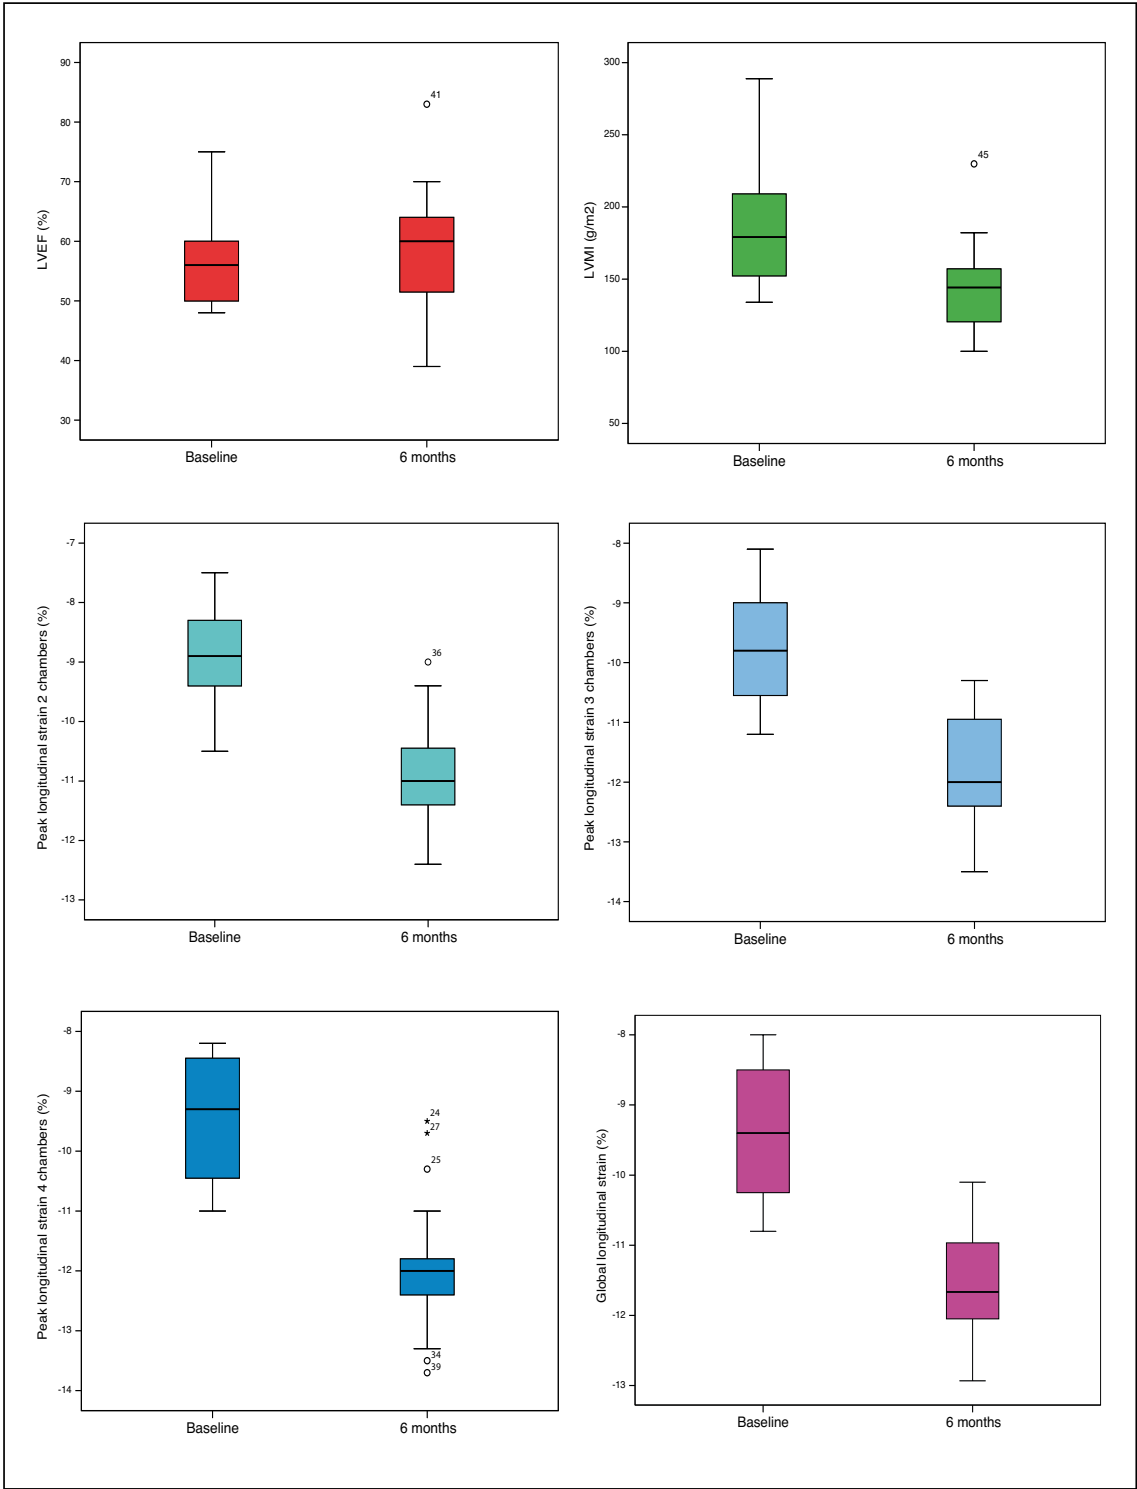 LVEF (%)
90
80
70
60
50
40
30
41
Baseline
6 months
LVMI (g/m2)
300
250
200
150
100
50
45
Baseline
6 months
Peak longitudinal strain 2 chambers (%)
-7
-8
-9
-10
-11
-12
-13
36
Baseline
6 months
Peak longitudinal strain 3 chambers (%)
-8
-9
-10
-11
-12
-13
-14
Baseline
6 months
Peak longitudinal strain 4 chambers (%)
-8
-9
-10
-11
-12
-13
-14
24
27
25
34
39
Baseline
6 months
Global longitudinal strain (%)
-8
-9
-10
-11
-12
-13
Baseline
6 months